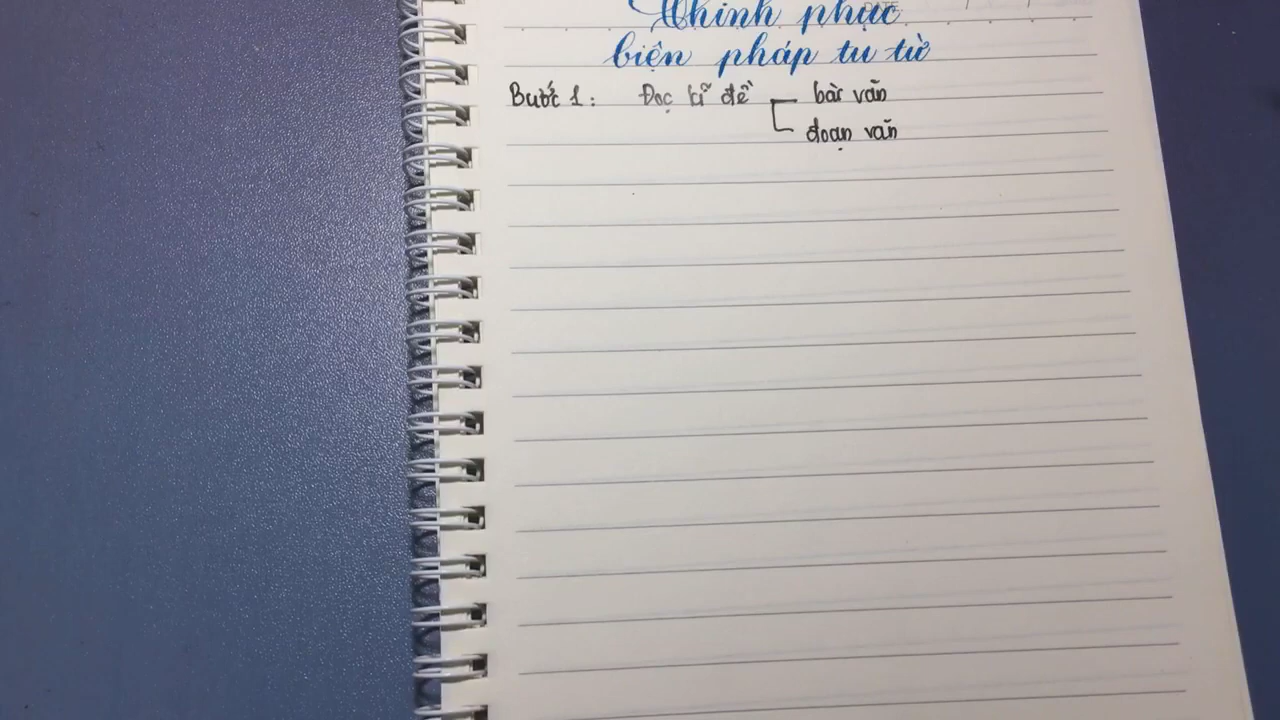 Chinh phục
biện pháp tu từ
Bước 1: Đọc kĩ đề bài văn
đoạn văn